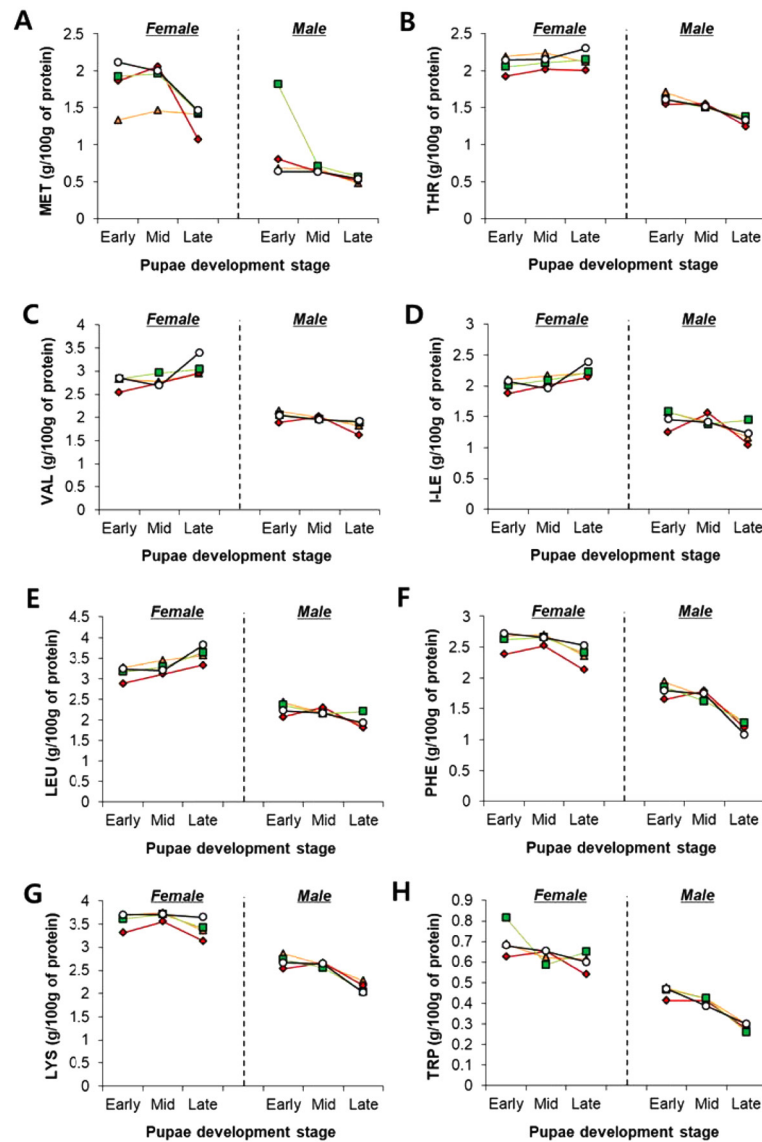 A
Female
Male
MET (g/100g of protein)
2.5
2
1.5
1
0.5
0
Early Mid Late
Early Mid Late
Pupae development stage
B
Female
Male
THR (g/100g of protein)
2.5
2
1.5
1
0.5
0
Early Mid Late
Early Mid Late
Pupae development stage
C
Female
Male
VAL (g/100g of protein)
4
3.5
3
2.5
2
1.5
1
0.5
0
Early Mid Late
Early Mid Late
Pupae development stage
D
Female
Male
I-LE (g/100g of protein)
3
2.5
2
1.5
1
0.5
0
Early Mid Late
Early Mid Late
Pupae development stage
E
Female
Male
LEU (g/100g of protein)
4.5
4
3.5
3
2.5
2
1.5
1
0.5
0
Early Mid Late
Early Mid Late
Pupae development stage
F
Female
Male
PHE (g/100g of protein)
3
2.5
2
1.5
1
0.5
0
Early Mid Late
Early Mid Late
Pupae development stage
G
Female
Male
LYS (g/100g of protein)
4
3.5
3
2.5
2
1.5
1
0.5
0
Early Mid Late
Early Mid Late
Pupae development stage
H
Female
Male
TRP (g/100g of protein)
0.9
0.8
0.7
0.6
0.5
0.4
0.3
0.2
0.1
0
Early Mid Late
Early Mid Late
Pupae development stage